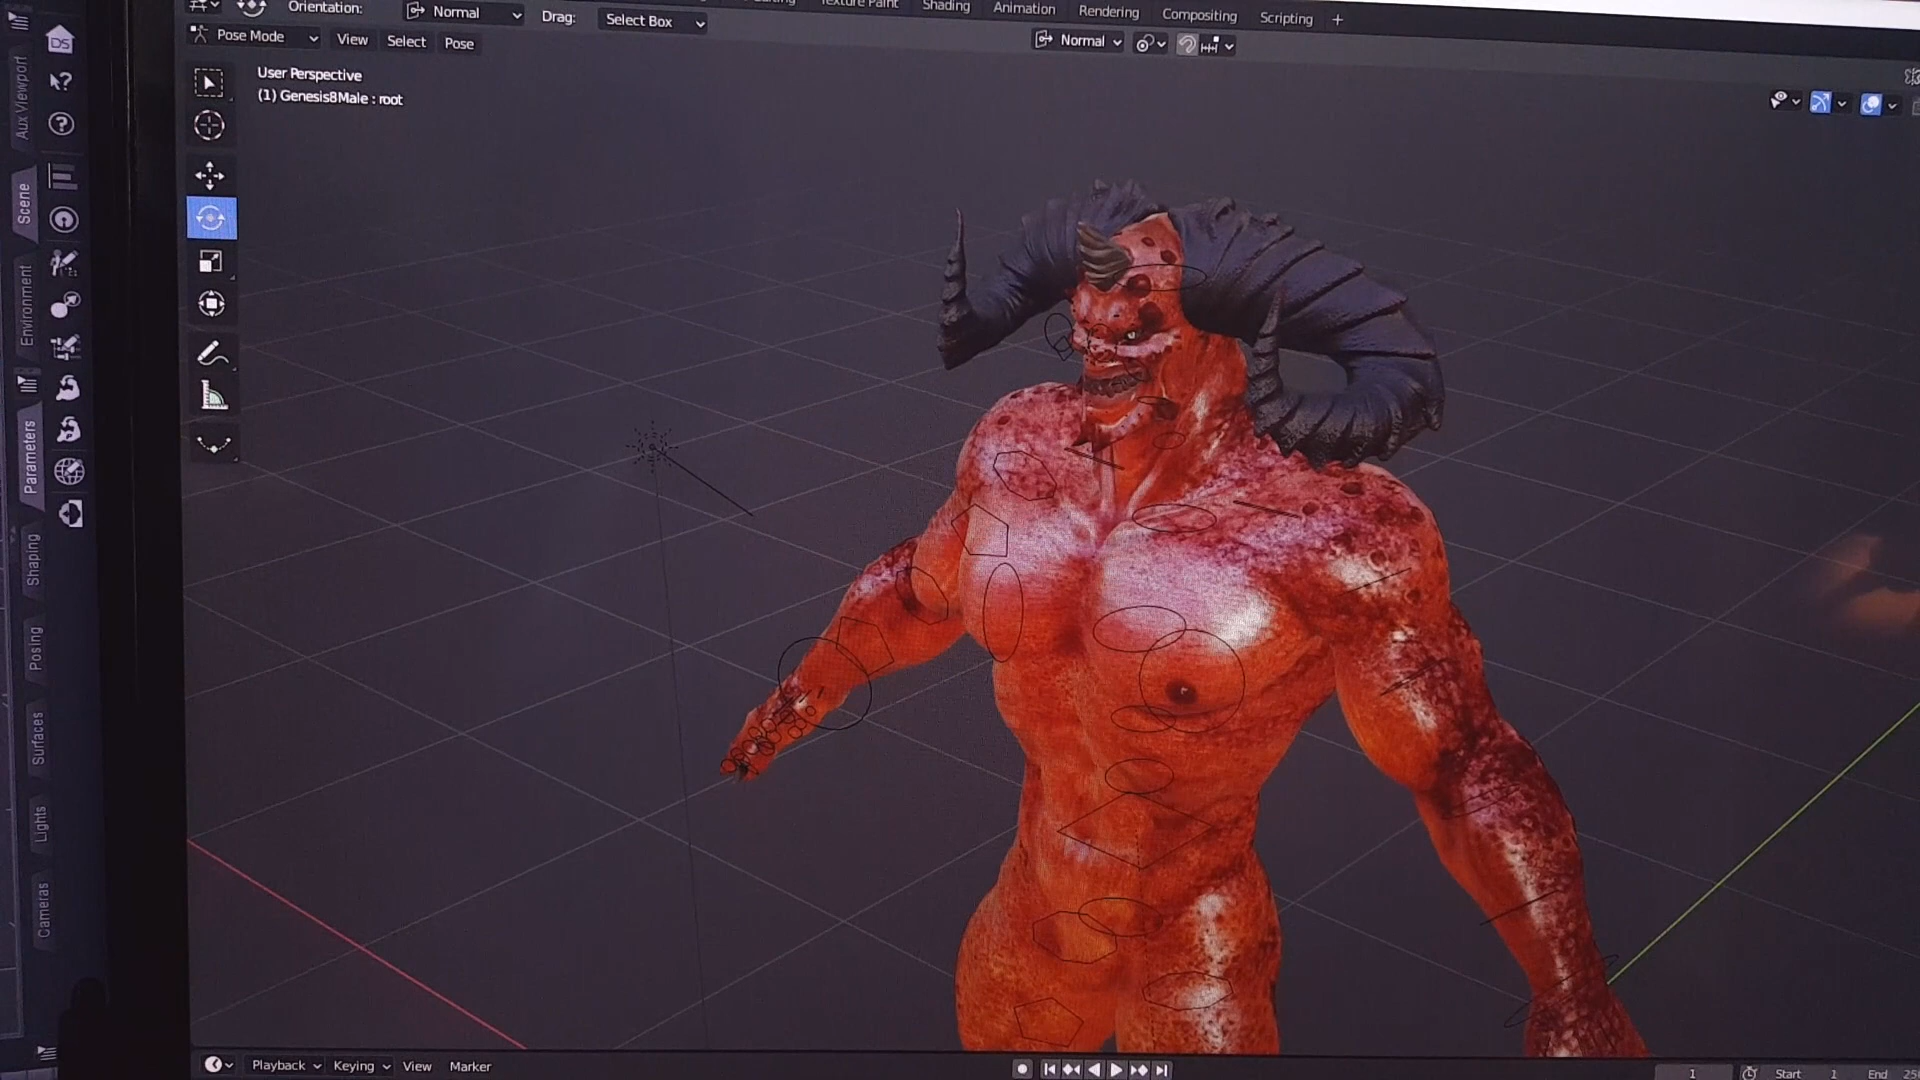 Orientation:
Normal
Drag:
Select Box
Texture Paint
Shading
Animation
Rendering
Compositing
Scripting
+
Pose Mode
View
Select
Pose
Normal
User Perspective
(1) Genesis8Male : root
DS
Aux Viewport
Scene
Environment
Parameters
Shaping
Posing
Surfaces
Lights
Cameras
Playback
Keying
View
Marker
1
Start
1
End